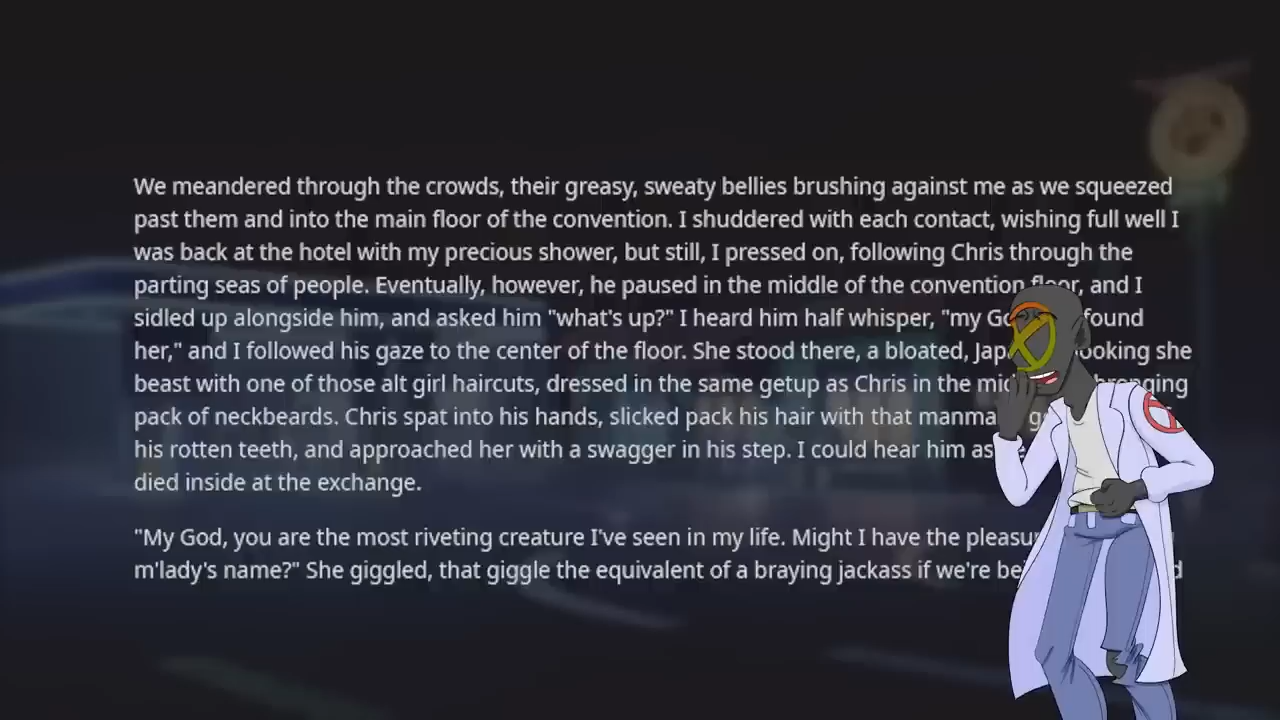 We meandered through the crowds, their greasy, sweaty bellies brushing against me as we squeezed
past them and into the main floor of the convention. I shuddered with each contact, wishing full well I
was back at the hotel with my precious shower, but still, I pressed on, following Chris through the
parting seas of people. Eventually, however, he paused in the middle of the convention floor, and I
sidled up alongside him, and asked him "what's up?" I heard him half whisper, "my found
her," and I followed his gaze to the center of the floor. She stood there, a bloated, looking she
beast with one of those alt girl haircuts, dressed in the same getup as Chris in the
pack of neckbeards. Chris spat into his hands, slicked pack his hair with that
his rotten teeth, and approached her with a swagger in his step. I could hear him as
died inside at the exchange.
"My God, you are the most riveting creature I've seen in my life. Might I have the
m'lady's name?" She giggled, that giggle the equivalent of a braying jackass if we're